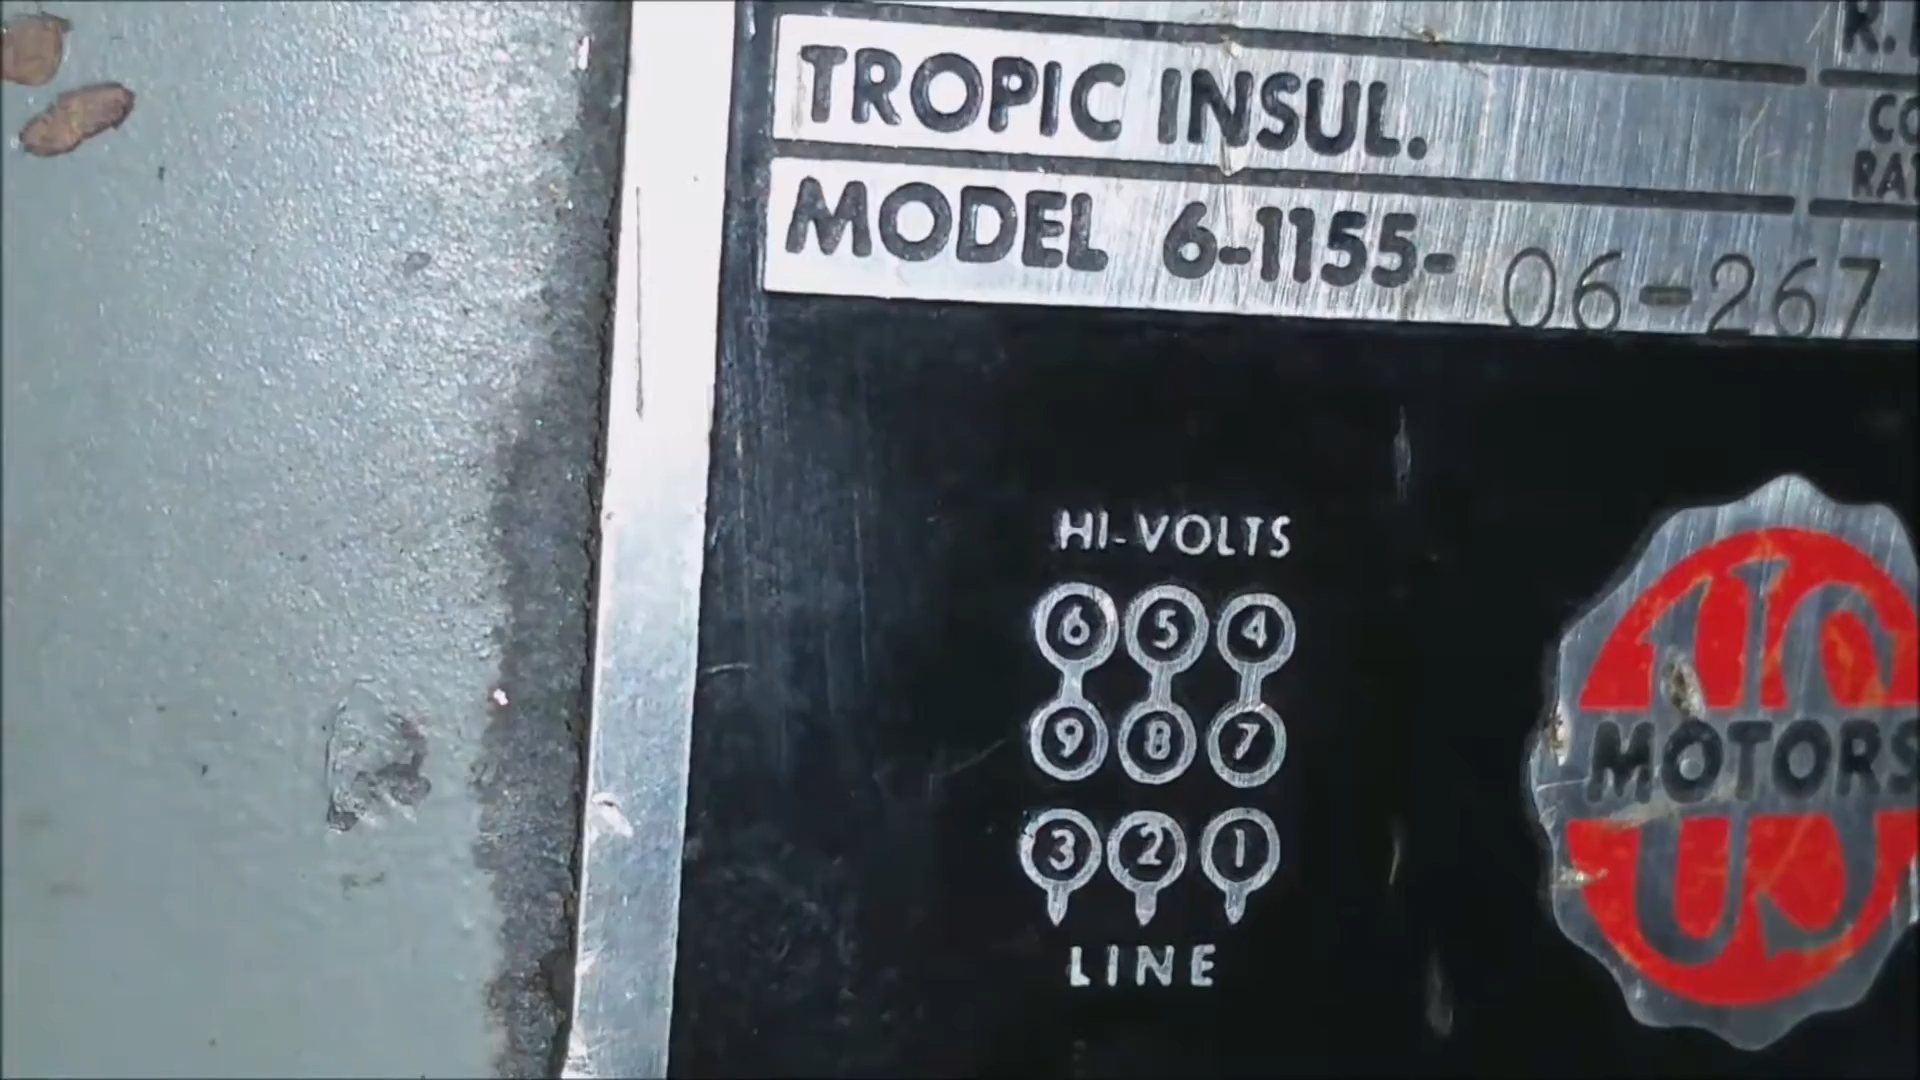 TROPIC INSUL.
MODEL 6-1155- 06-267
HI-VOLTS
6 5 4
9 8 7
3 2 1
LINE
US
MOTORS